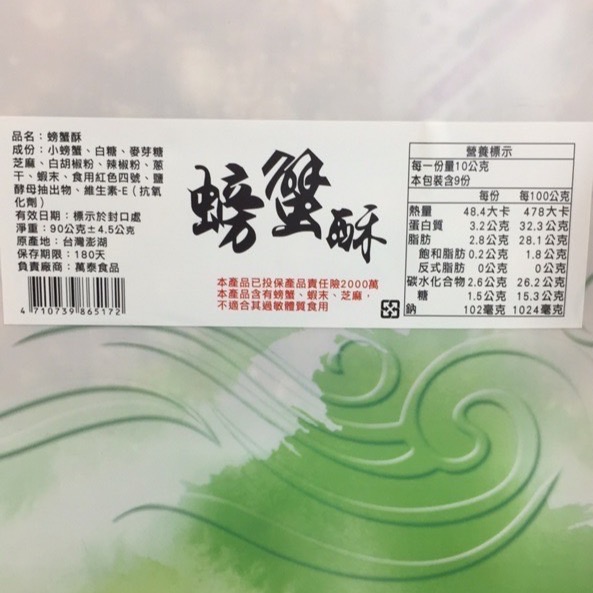 品名：螃蟹酥
成份：小螃蟹、白糖、麥芽糖
芝麻、白胡椒粉、辣椒粉、蔥
干、蝦末、食用紅色四號、鹽
酵母抽出物、維生素-E（抗氧
化劑）
有效日期：標示於封口處
淨重：90公克±4.5公克
原產地：台灣澎湖
保存期限：180天
負責廠商：萬泰食品
4 710739 865172
螃蟹酥
本產品已投保產品責任險2000萬
本產品含有螃蟹、蝦末、芝麻，
不適合其過敏體質食用
營養標示
每一份量10公克
本包裝含9份
每份 每100公克
熱量 48.4大卡 478大卡
蛋白質 3.2公克 32.3公克
脂肪 2.8公克 28.1公克
飽和脂肪 0.2公克 1.8公克
反式脂肪 0公克 0公克
碳水化合物 2.6公克 26.2公克
糖 1.5公克 15.3公克
鈉 102毫克 1024毫克